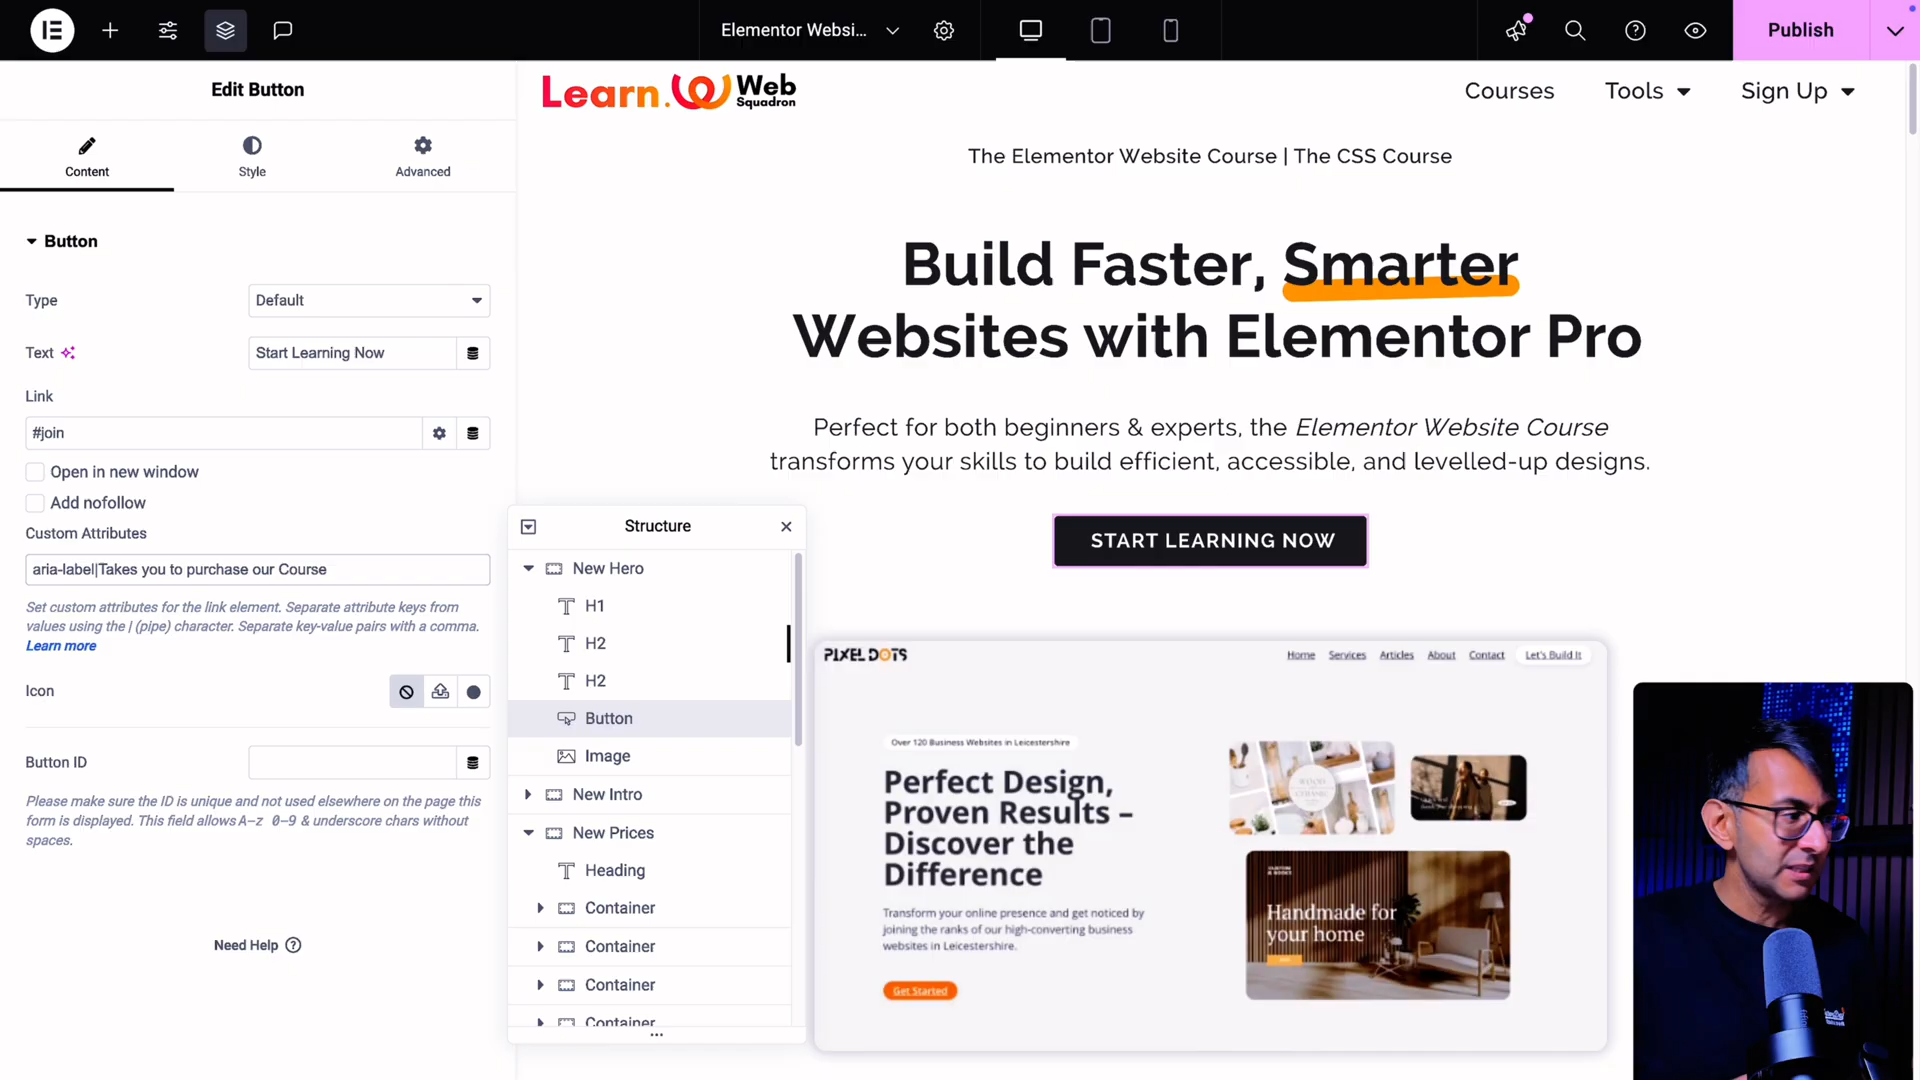 Elementor Websi...
Publish
Edit Button
Content
Style
Advanced
Button
Type
Default
Text
Start Learning Now
Link
#join
Open in new window
Add nofollow
Custom Attributes
aria-label|Takes you to purchase our Course
Set custom attributes for the link element. Separate attribute keys from
values using the | (pipe) character. Separate key-value pairs with a comma.
Learn more
Icon
Button ID
Please make sure the ID is unique and not used elsewhere on the page this
form is displayed. This field allows A-z 0-9 & underscore chars without
spaces.
Need Help
Structure
New Hero
H1
H2
H2
Button
Image
New Intro
New Prices
Heading
Container
Container
Container
Container
Learn.
Web
Squadron
Courses
Tools
Sign Up
The Elementor Website Course | The CSS Course
Build Faster, Smarter
Websites with Elementor Pro
Perfect for both beginners & experts, the Elementor Website Course
transforms your skills to build efficient, accessible, and levelled-up designs.
START LEARNING NOW
PIXEL DOTS
Home
Services
Articles
About
Contact
Let's Build It
Over 120 Business Websites in Leicestershire
Perfect Design,
Proven Results –
Discover the
Difference
Transform your online presence and get noticed by
joining the ranks of our high-converting business
websites in Leicestershire.
Get Started
WOOD
CERAMIC
Handmade for
your home